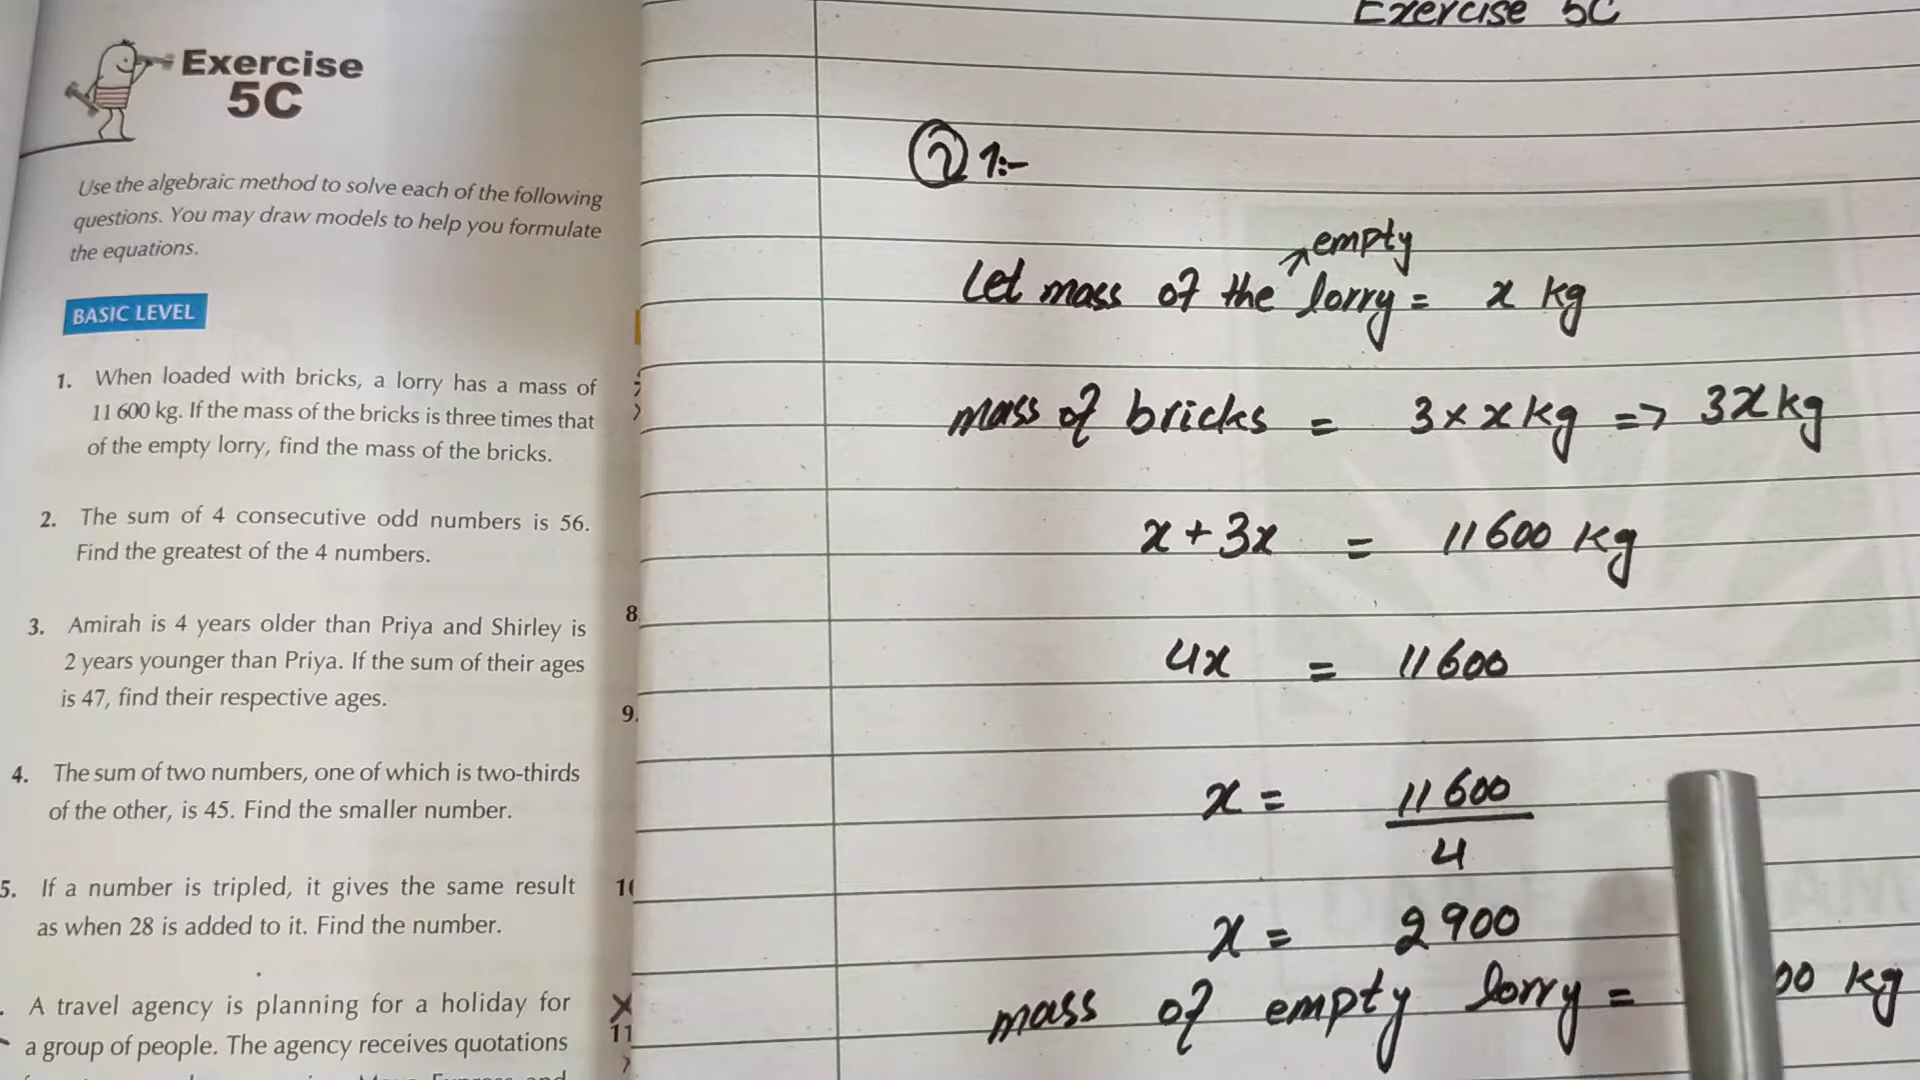 Exercise
5C
Use the algebraic method to solve each of the following
questions. You may draw models to help you formulate
the equations.
BASIC LEVEL
1. When loaded with bricks, a lorry has a mass of
11 600 kg. If the mass of the bricks is three times that
of the empty lorry, find the mass of the bricks.
2. The sum of 4 consecutive odd numbers is 56.
Find the greatest of the 4 numbers.
3. Amirah is 4 years older than Priya and Shirley is
2 years younger than Priya. If the sum of their ages
is 47, find their respective ages.
4. The sum of two numbers, one of which is two-thirds
of the other, is 45. Find the smaller number.
5. If a number is tripled, it gives the same result
as when 28 is added to it. Find the number.
A travel agency is planning for a holiday for
a group of people. The agency receives quotations
8.
9.
10
11
Exercise 5C
Q 1:-
empty
Let mass of the lorry = x kg
mass of bricks = 3 × x kg => 3x kg
x + 3x = 11600 kg
4x = 11600
x = 11600
4
x = 2900
mass of empty lorry = 00 kg